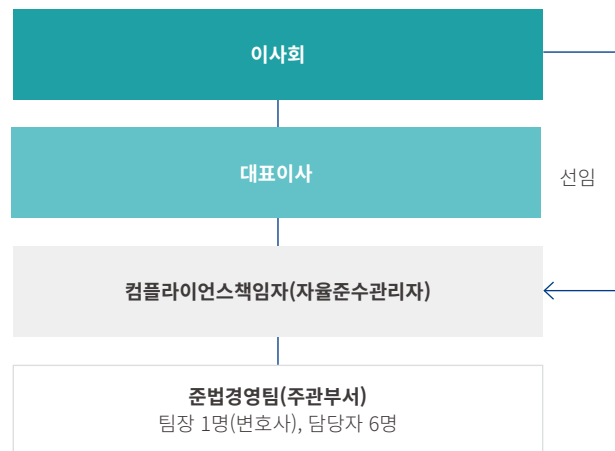 이사회
대표이사
선임
컴플라이언스책임자(자율준수관리자)
준법경영팀(주관부서)
팀장 1명(변호사), 담당자 6명